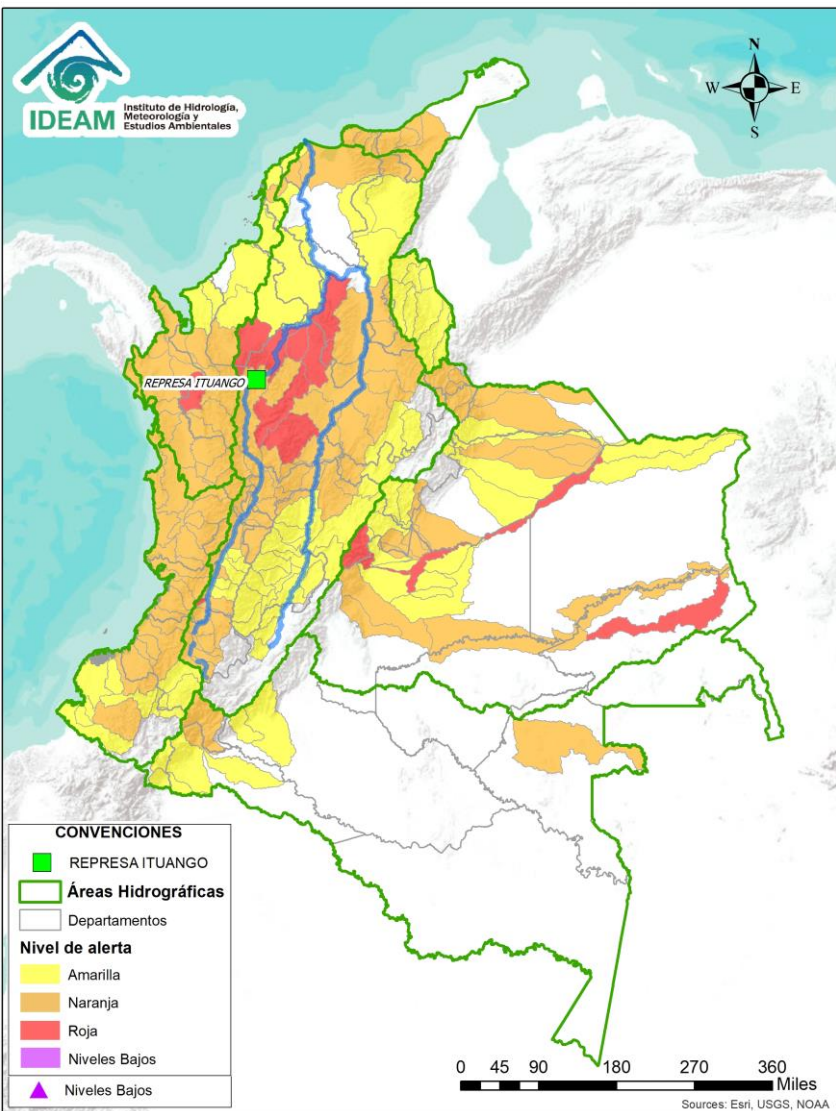 IDEAM
Instituto de Hidrología,
Meteorología y
Estudios Ambientales
N
W
E
S
REPRESA ITUANGO
CONVENCIONES
REPRESA ITUANGO
Áreas Hidrográficas
Departamentos
Nivel de alerta
Amarilla
Naranja
Roja
Niveles Bajos
Niveles Bajos
0 45 90 180 270 360
Miles
Sources: Esri, USGS, NOAA